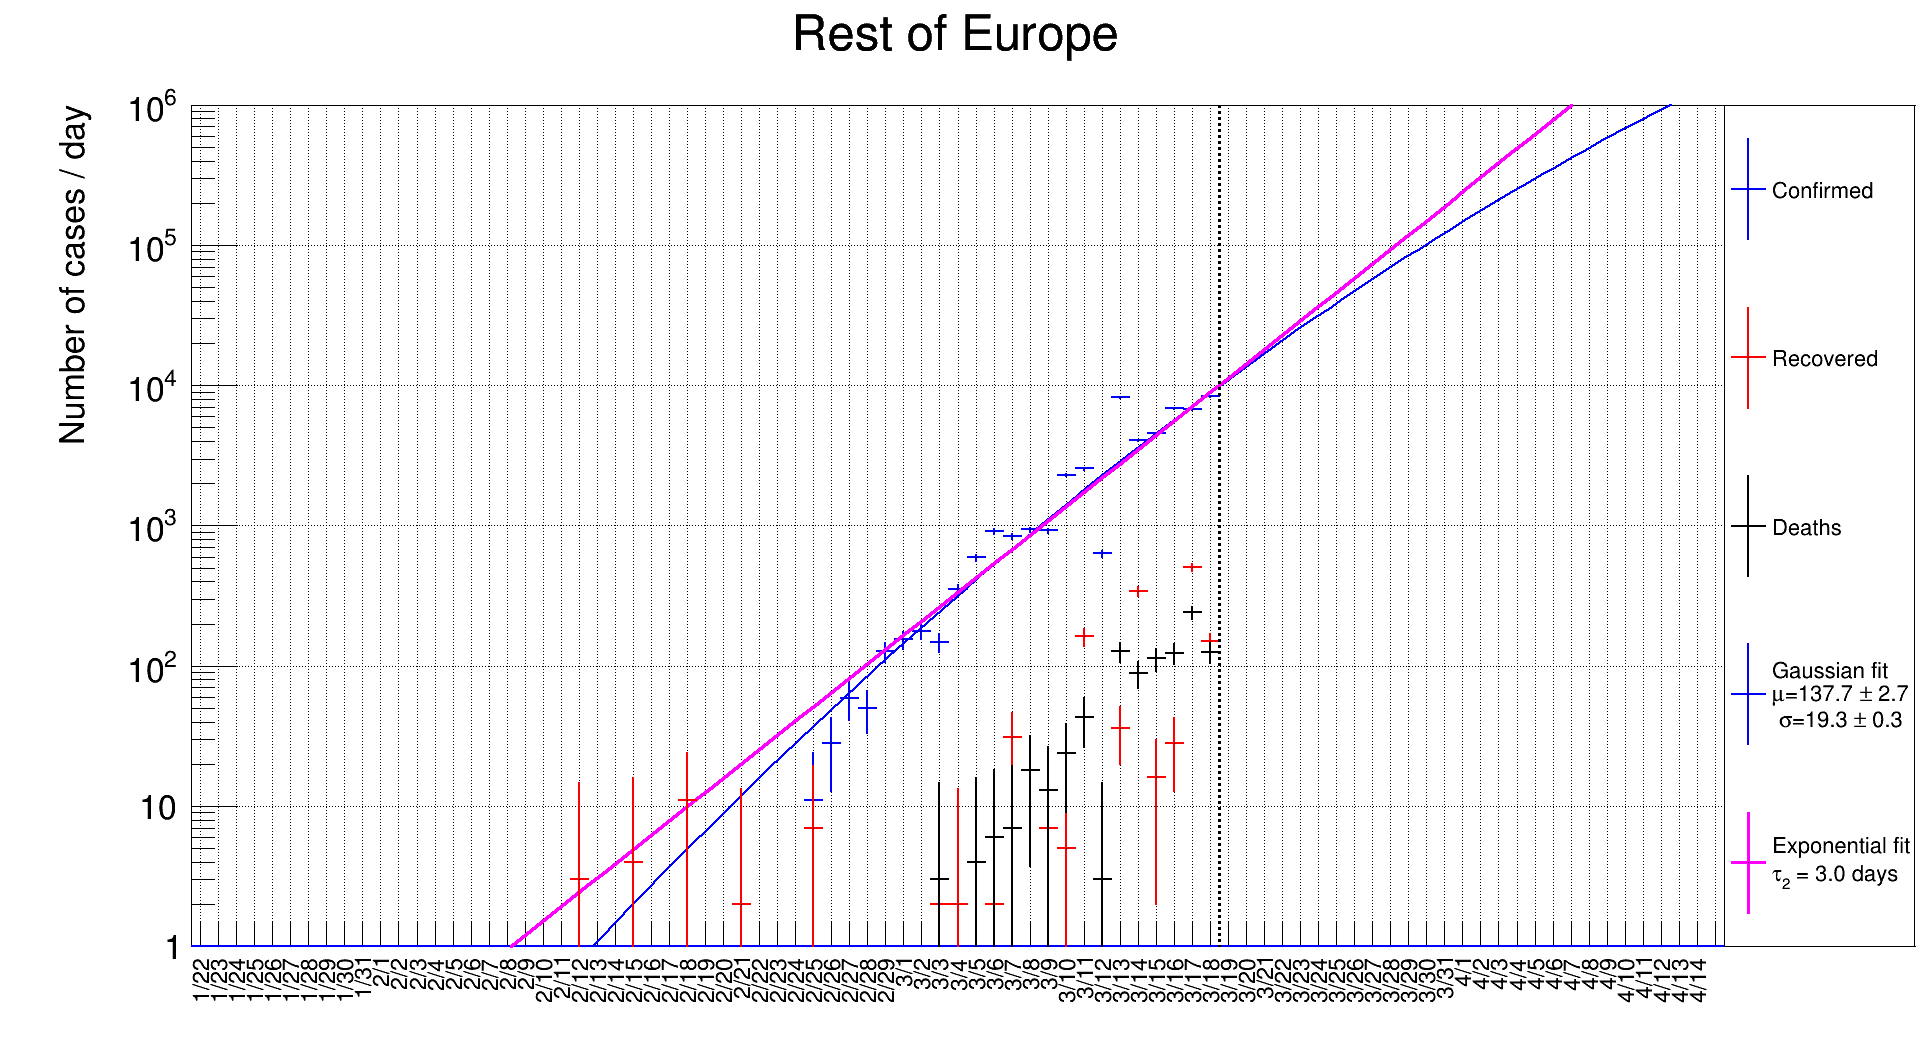 Rest of Europe
Number of cases / day
10⁶
10⁵
10⁴
10³
10²
10
1
1/22 1/23 1/24 1/25 1/26 1/27 1/28 1/29 1/30 1/31 2/1 2/2 2/3 2/4 2/5 2/6 2/7 2/8 2/9 2/10 2/11 2/12 2/13 2/14 2/15 2/16 2/17 2/18 2/19 2/20 2/21 2/22 2/23 2/24 2/25 2/26 2/27 2/28 2/29 3/1 3/2 3/3 3/4 3/5 3/6 3/7 3/8 3/9 3/10 3/11 3/12 3/13 3/14 3/15 3/16 3/17 3/18 3/19 3/20 3/21 3/22 3/23 3/24 3/25 3/26 3/27 3/28 3/29 3/30 3/31 4/1 4/2 4/3 4/4 4/5 4/6 4/7 4/8 4/9 4/10 4/11 4/12 4/13 4/14
Confirmed
Recovered
Deaths
Gaussian fit
μ=137.7 ± 2.7
σ=19.3 ± 0.3
Exponential fit
τ₂ = 3.0 days